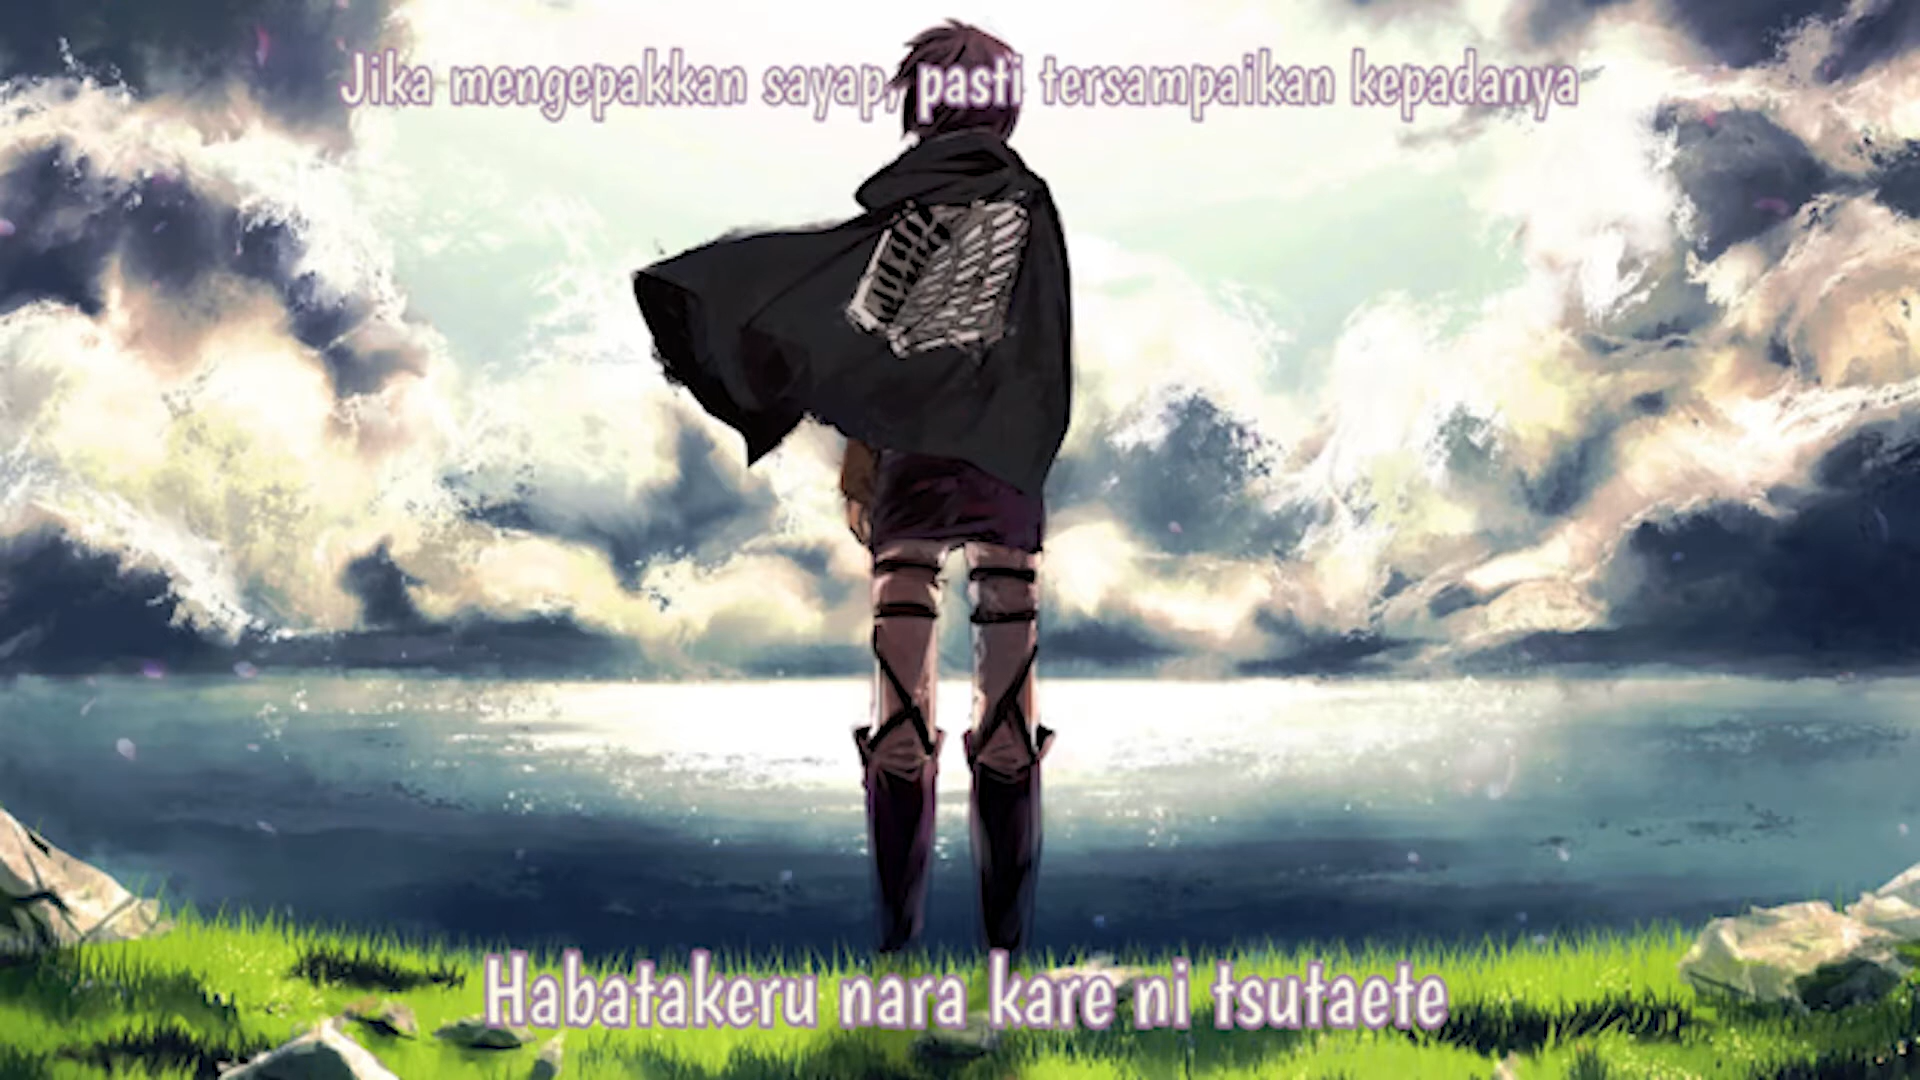 Jika mengepakkan sayap, pasti tersampaikan kepadanya
Habatakeru nara kare ni tsutaete